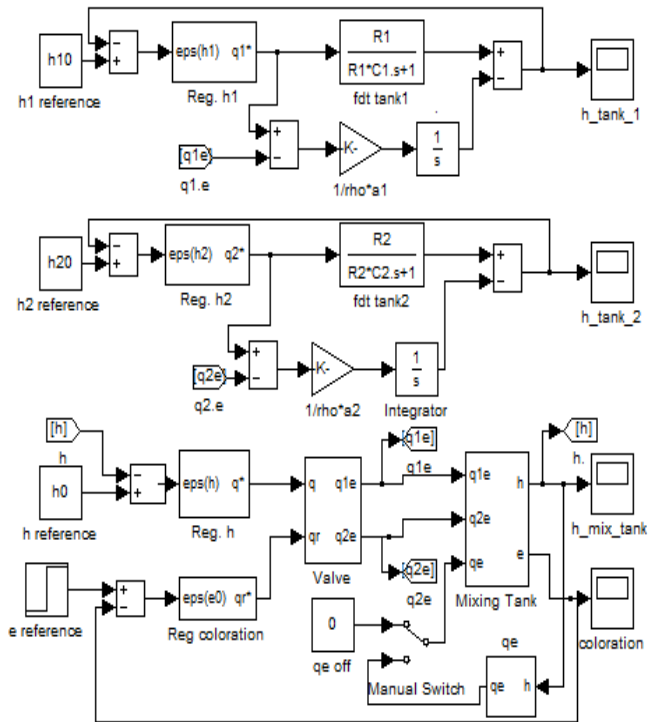 h10
h1 reference
eps(h1) q1*
Reg. h1
R1
R1*C1.s+1
fdt tank1
h_tank_1
[q1e]
q1.e
K-
1/rho*a1
1
s
h20
h2 reference
eps(h2) q2*
Reg. h2
R2
R2*C2.s+1
fdt tank2
h_tank_2
[q2e]
q2.e
K-
1/rho*a2
1
s
Integrator
[h]
h
h0
h reference
eps(h) q*
Reg. h
q q1e
qr q2e
Valve
[q1e]
q1e
[q2e]
q2e
q1e h
q2e
qe e
Mixing Tank
[h]
h.
h_mix_tank
e reference
eps(e0) qr*
Reg coloration
0
qe off
Manual Switch
qe
qe h
coloration